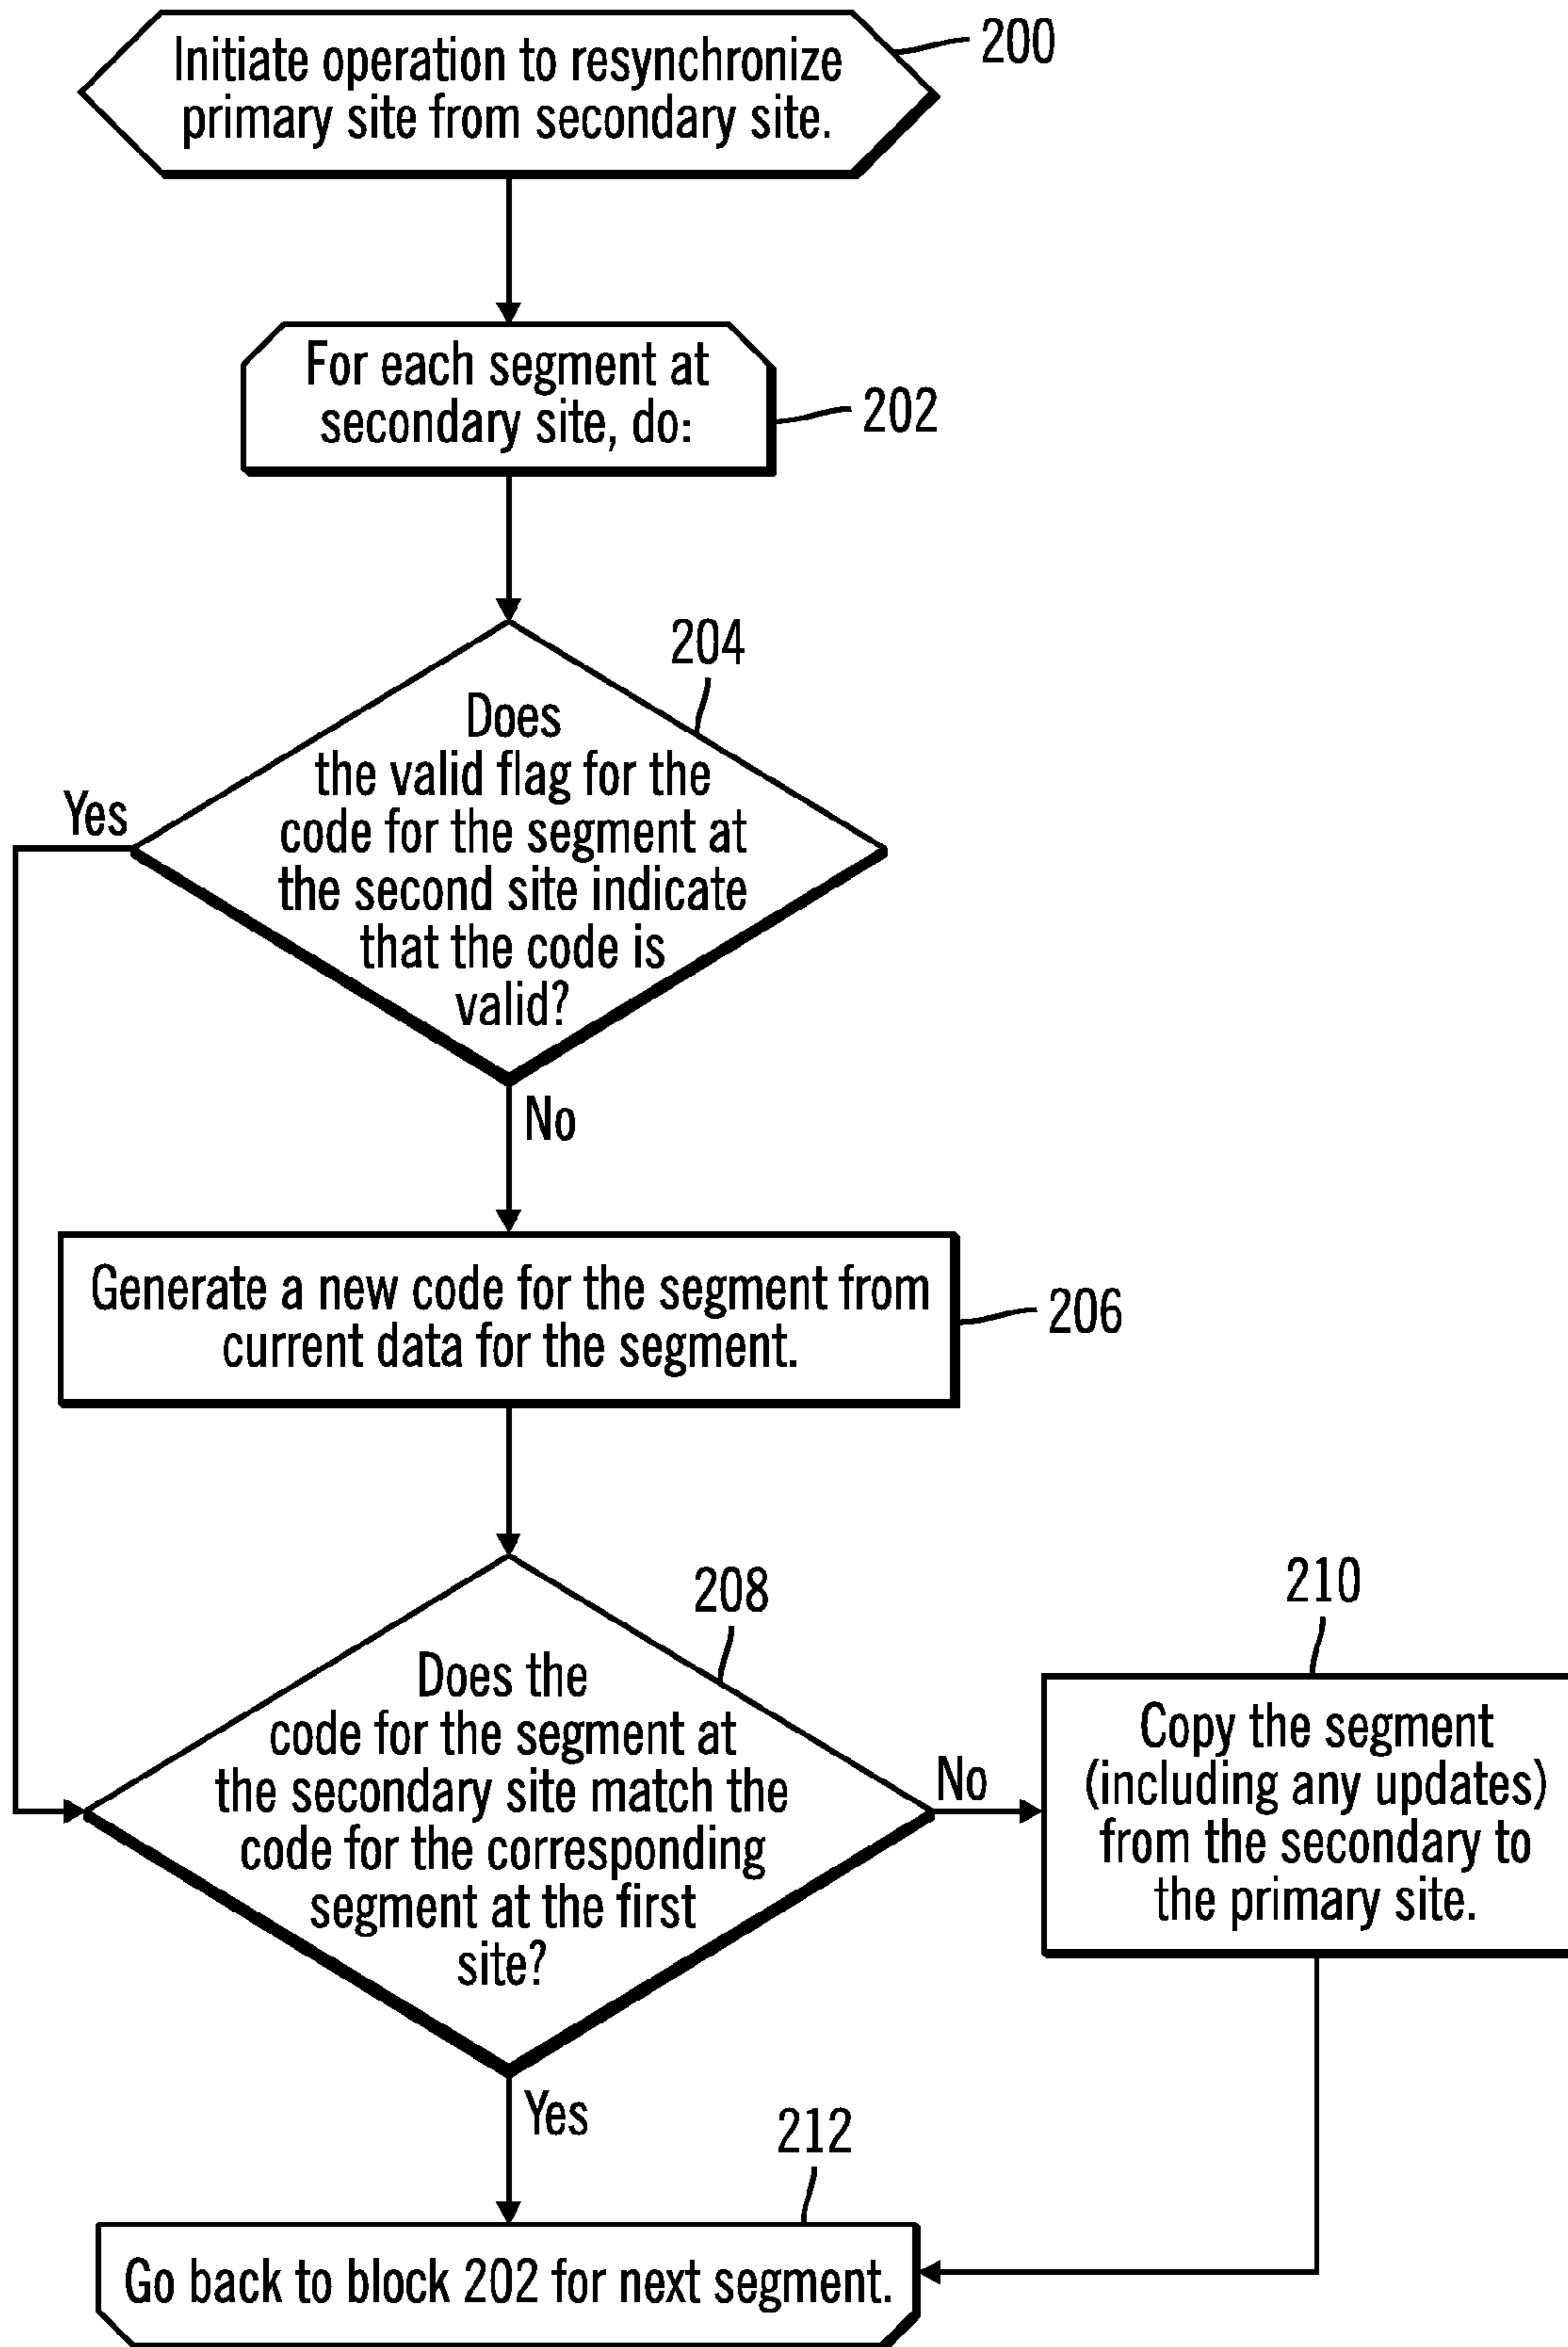 Initiate operation to resynchronize
primary site from secondary site.
200
For each segment at
secondary site, do:
202
204
Does
the valid flag for the
code for the segment at
the second site indicate
that the code is
valid?
Yes
No
Generate a new code for the segment from
current data for the segment.
206
208
Does the
code for the segment at
the secondary site match the
code for the corresponding
segment at the first
site?
No
210
Copy the segment
(including any updates)
from the secondary to
the primary site.
Yes
212
Go back to block 202 for next segment.